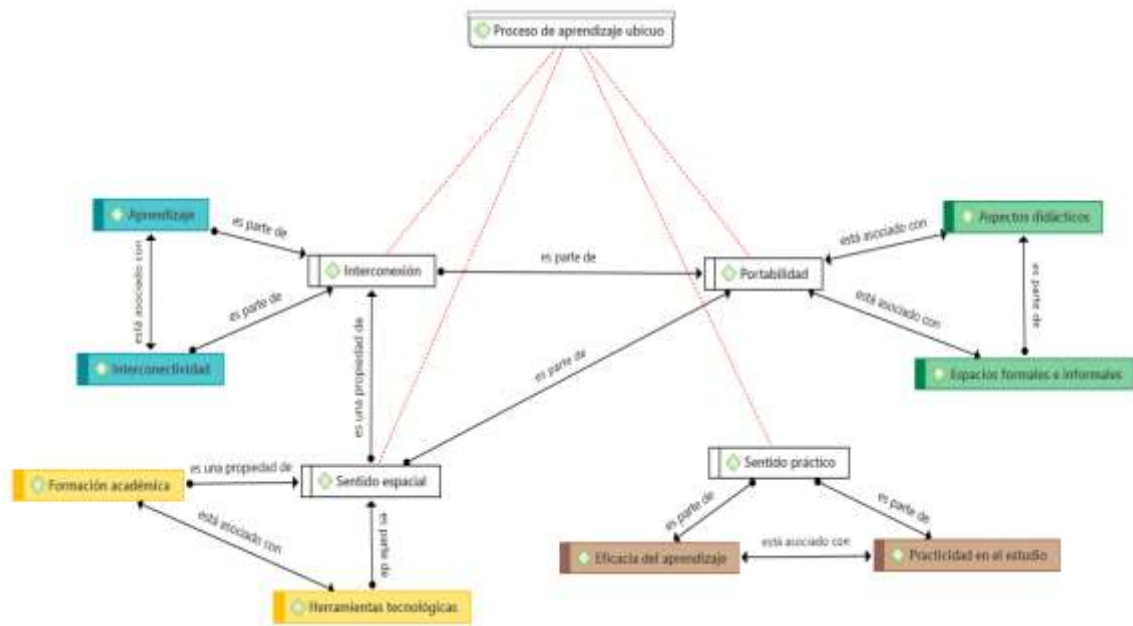 Proceso de aprendizaje ubicuo
Aprendizaje
es parte de
está asociado con
Interconexión
es parte de
Interconectividad
es parte de
Portabilidad
está asociado con
Aspectos didácticos
está asociado con
es parte de
Espacios formales e informales
es una propiedad de
es parte de
Formación académica
es una propiedad de
Sentido espacial
está asociado con
es parte de
Herramientas tecnológicas
Sentido práctico
es parte de
es parte de
Eficacia del aprendizaje
está asociado con
Practicidad en el estudio